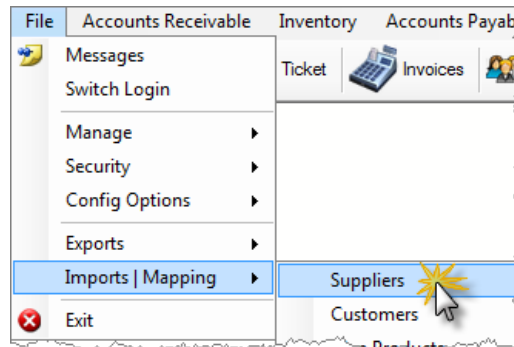 File Accounts Receivable Inventory Accounts Payab
Messages
Ticket Invoices
Switch Login
Manage
Security
Config Options
Exports
Imports | Mapping
Suppliers
Customers
Exit
Products